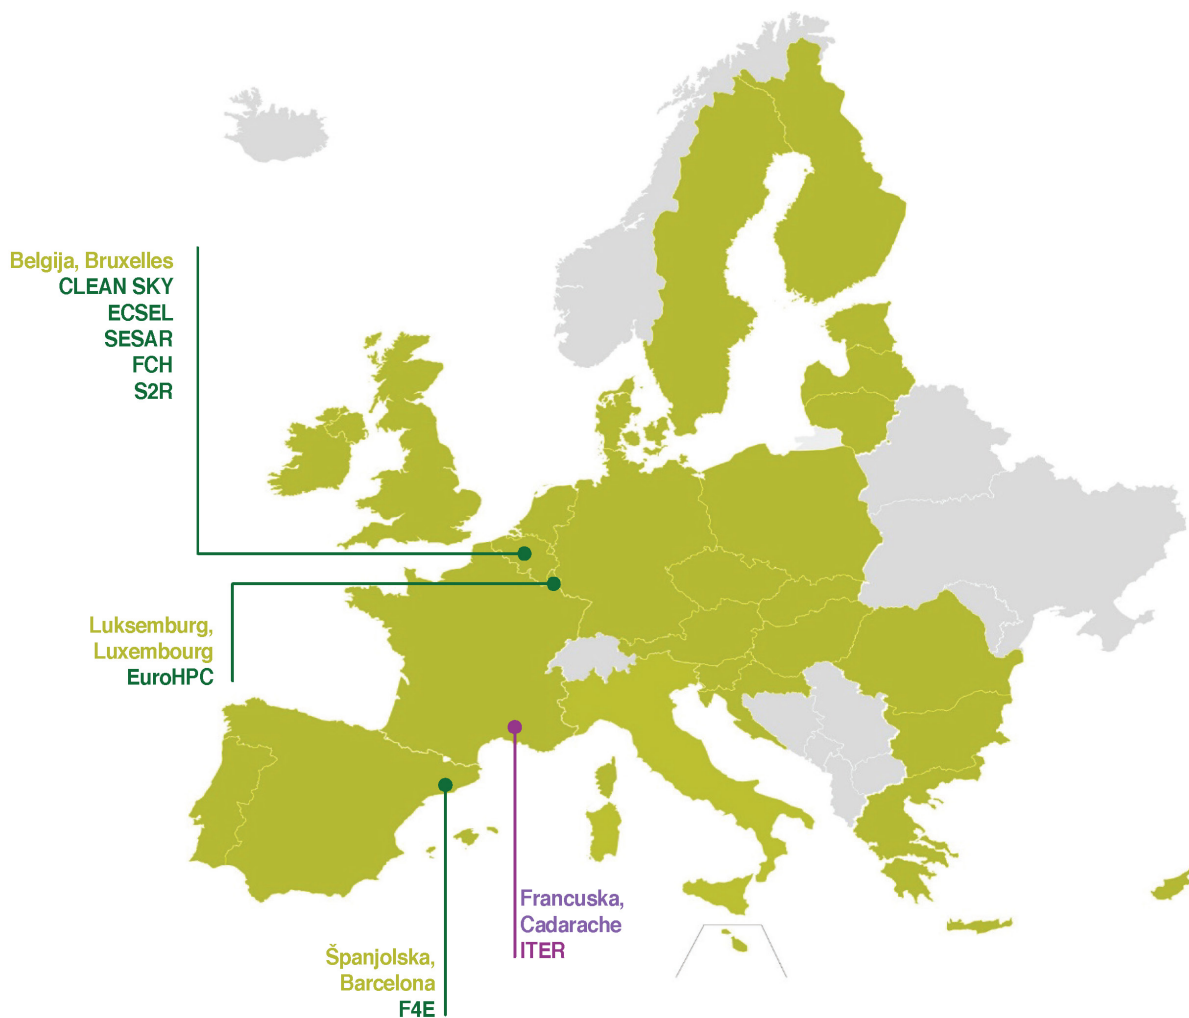 Belgija, Bruxelles
CLEAN SKY
ECSEL
SESAR
FCH
S2R
Luksemburg,
Luxembourg
EuroHPC
Francuska,
Cadarache
ITER
Španjolska,
Barcelona
F4E